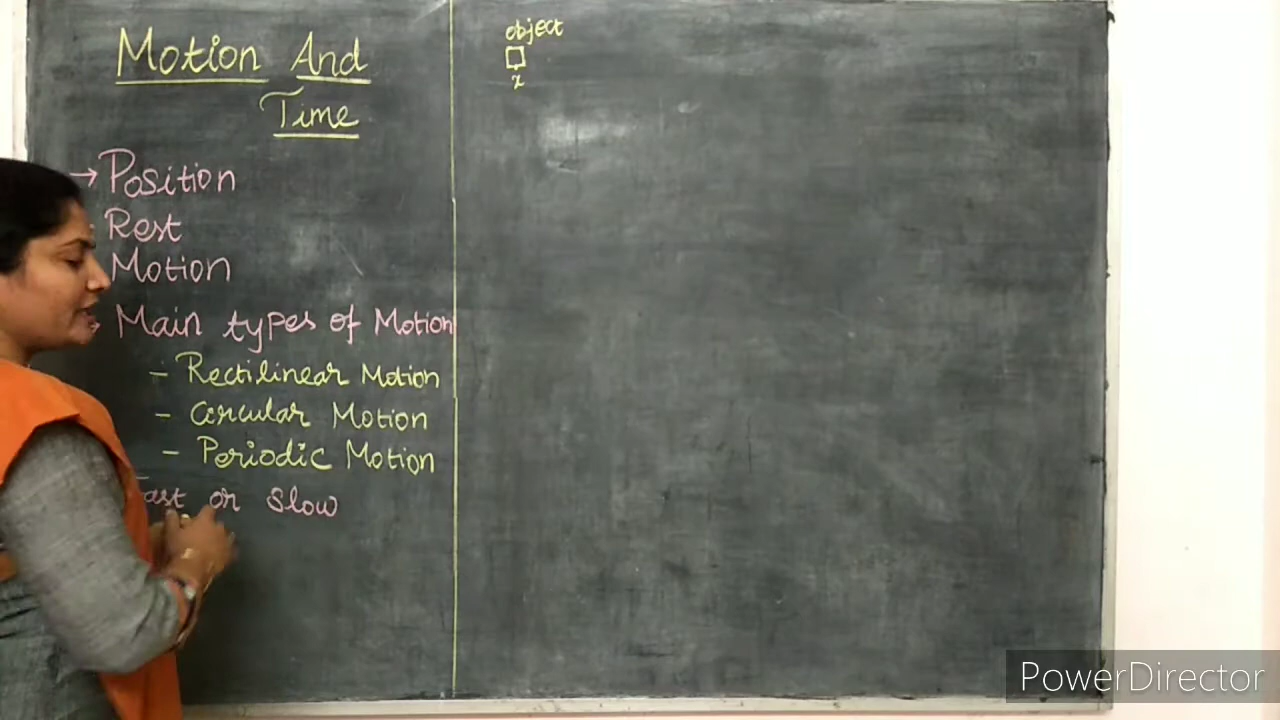 Motion And
Time
→ Position
Rest
Motion
Main types of Motion
- Rectilinear Motion
- Circular Motion
- Periodic Motion
Fast or Slow
object
x
PowerDirector